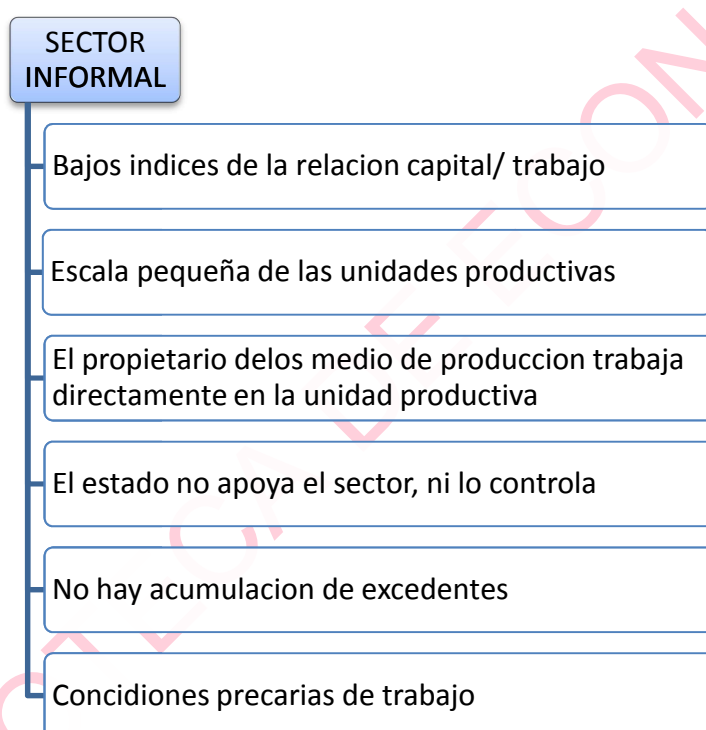 SECTOR
INFORMAL
Bajos indices de la relacion capital/ trabajo
Escala pequeña de las unidades productivas
El propietario delos medio de produccion trabaja
directamente en la unidad productiva
El estado no apoya el sector, ni lo controla
No hay acumulacion de excedentes
Concidiones precarias de trabajo